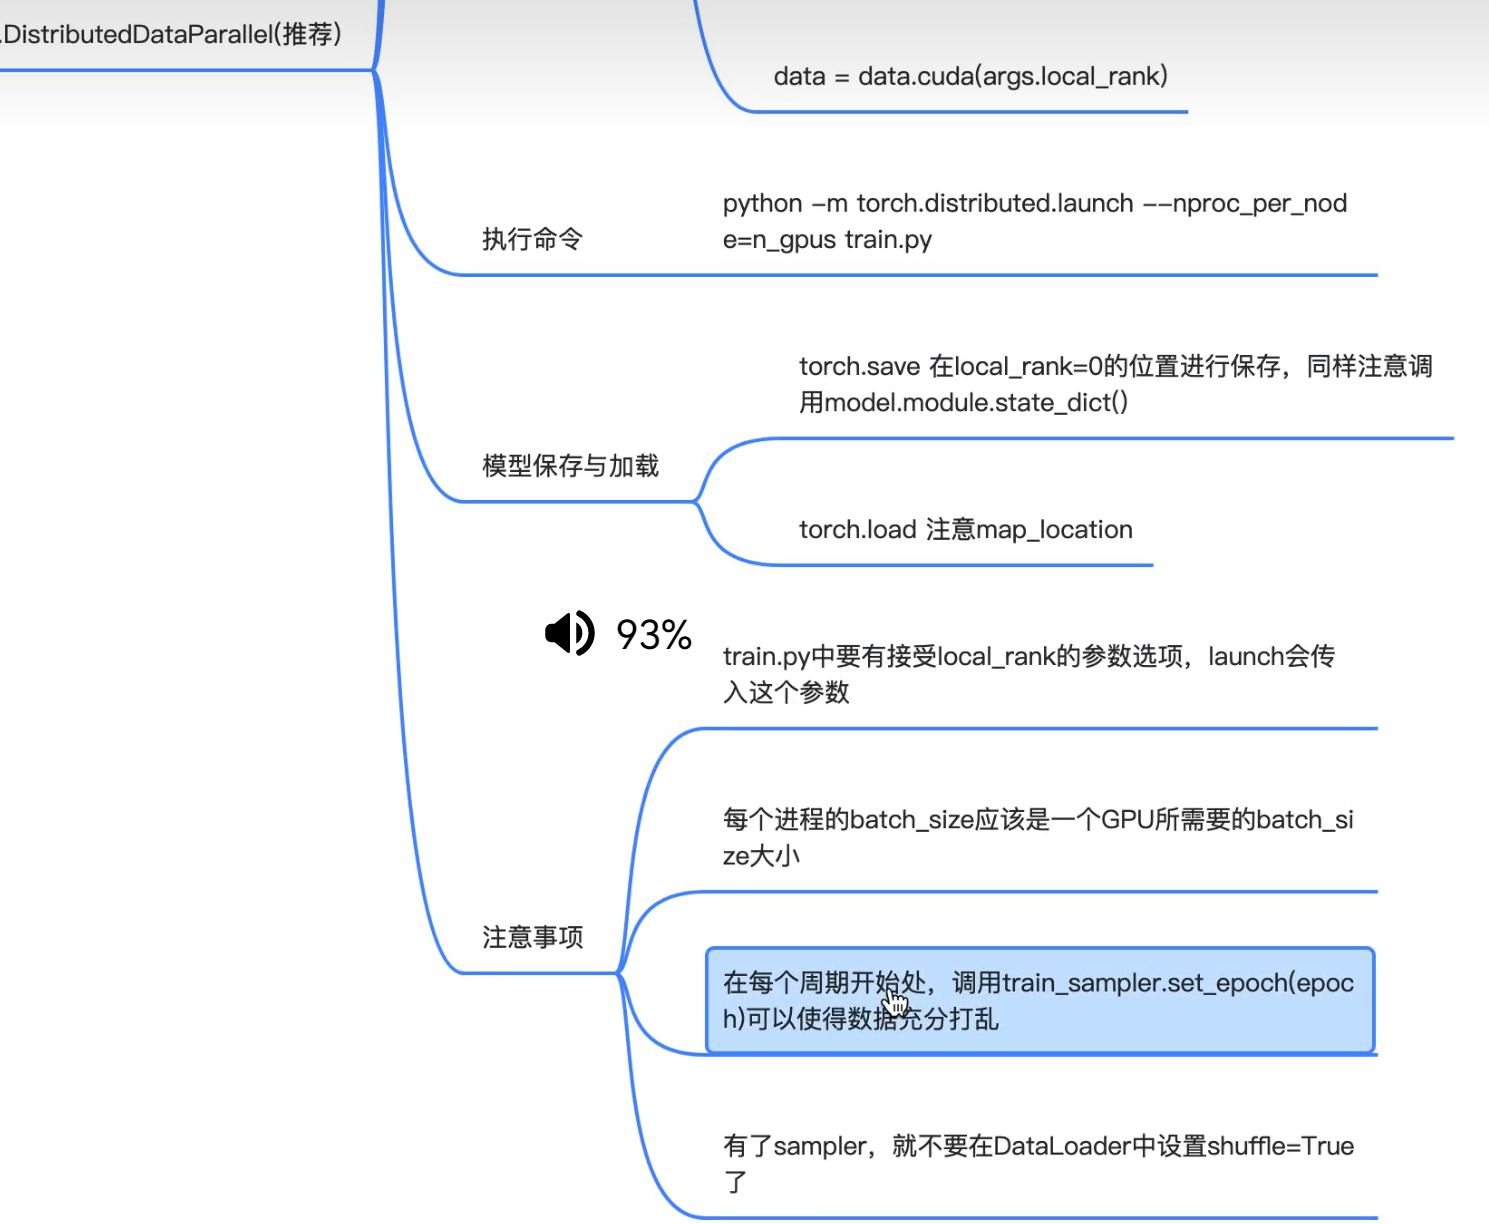 .DistributedDataParallel(推荐)
data = data.cuda(args.local_rank)
执行命令
python -m torch.distributed.launch --nproc_per_nod
e=n_gpus train.py
模型保存与加载
torch.save 在local_rank=0的位置进行保存，同样注意调
用model.module.state_dict()
torch.load 注意map_location
93%
注意事项
train.py中要有接受local_rank的参数选项，launch会传
入这个参数
每个进程的batch_size应该是一个GPU所需要的batch_si
ze大小
在每个周期开始处，调用train_sampler.set_epoch(epoc
h)可以使得数据充分打乱
有了sampler，就不要在DataLoader中设置shuffle=True
了